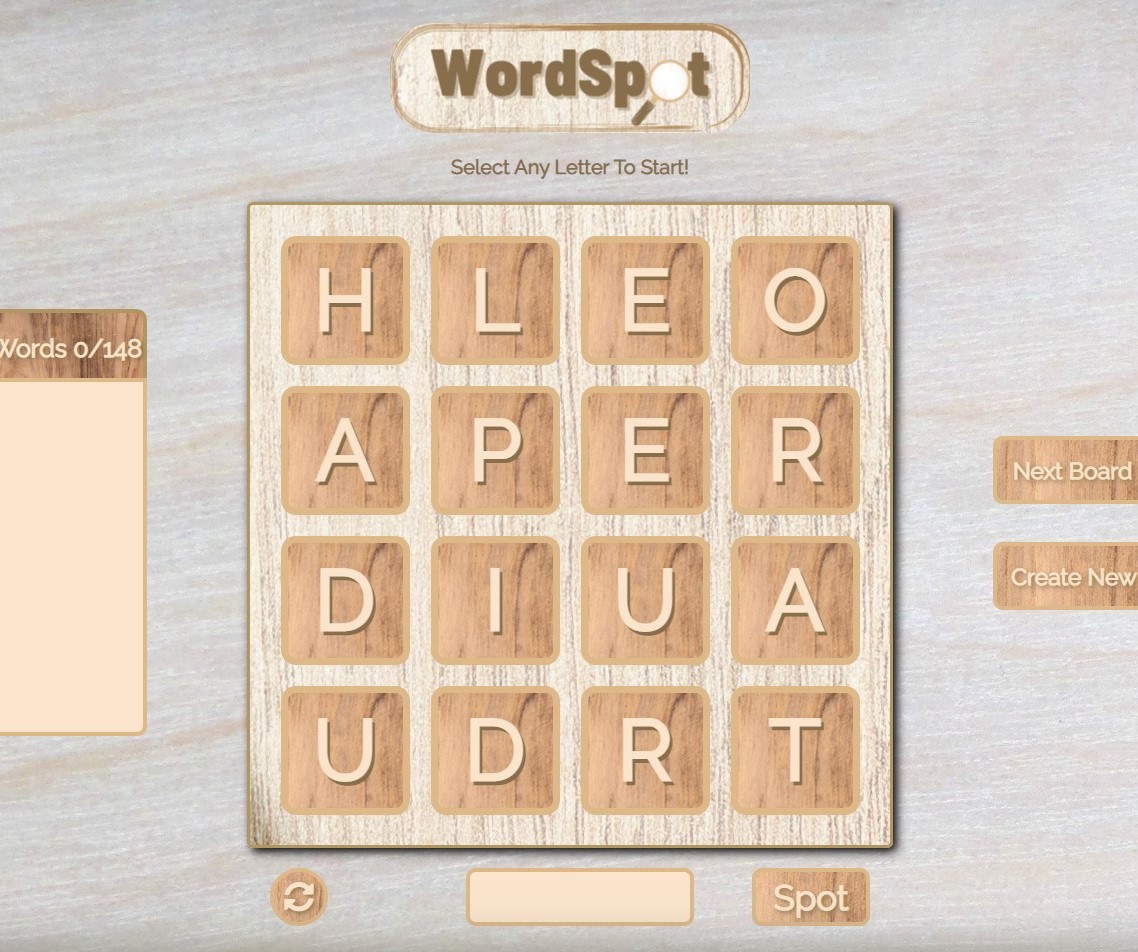 WordSpot
Select Any Letter To Start!
H L E O
Words 0/148
A P E R
Next Board
D I U A
Create New
U D R T
Spot